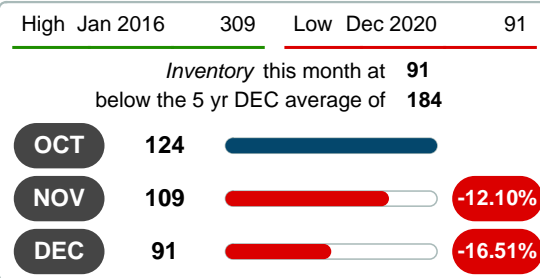 High Jan 2016 309 Low Dec 2020 91
Inventory this month at 91
below the 5 yr DEC average of 184
OCT 124
NOV 109 -12.10%
DEC 91 -16.51%